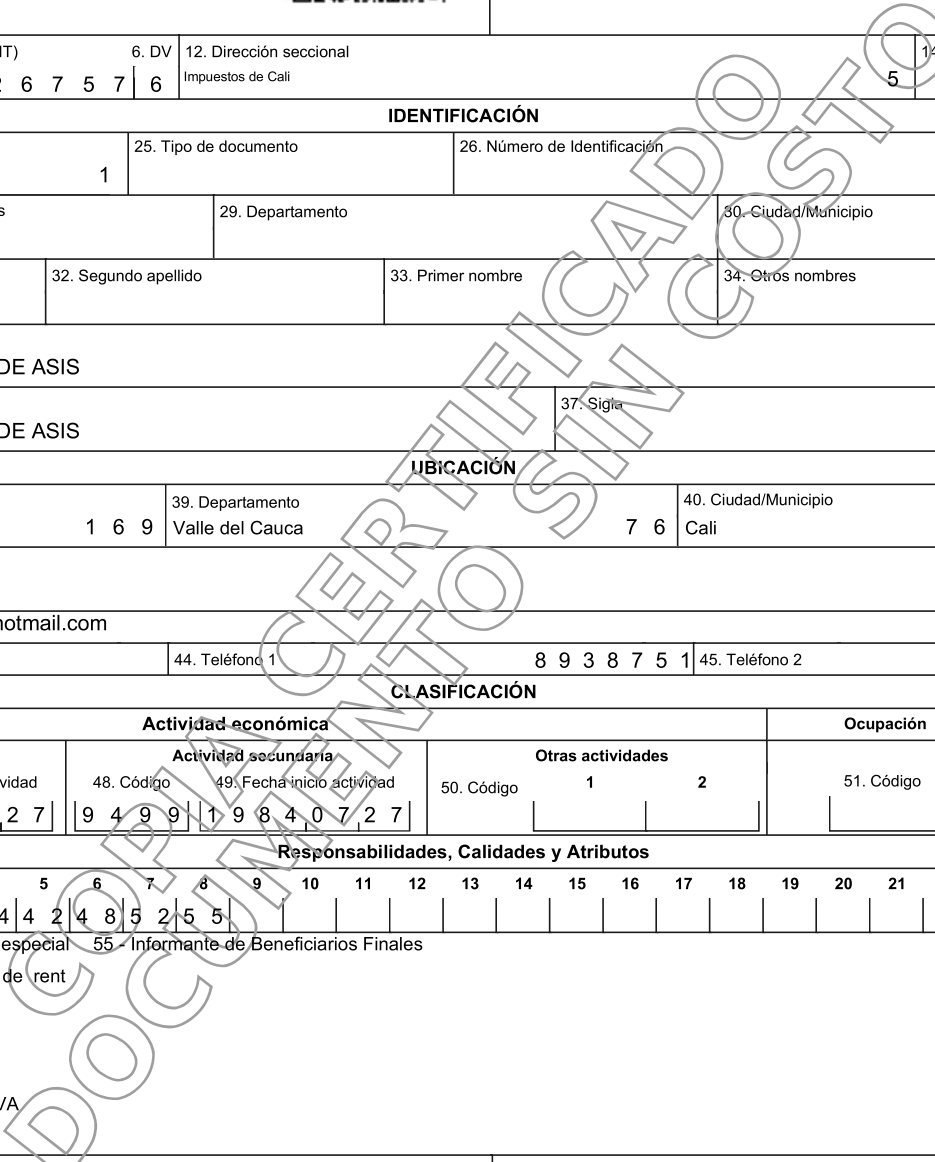 IT) 6. DV 12. Dirección seccional 14
6 7 5 7 6 Impuestos de Cali 5
IDENTIFICACIÓN
1 25. Tipo de documento 26. Número de Identificación
s 29. Departamento 30. Ciudad/Municipio
32. Segundo apellido 33. Primer nombre 34. Otros nombres
DE ASIS
37. Sigla
DE ASIS
UBICACIÓN
39. Departamento 40. Ciudad/Municipio
1 6 9 Valle del Cauca 7 6 Cali
hotmail.com
44. Teléfono 1 8 9 3 8 7 5 1 45. Teléfono 2
CLASIFICACIÓN
Actividad económica Ocupación
Actividad secundaria Otras actividades
vidad 48. Código 49. Fecha inicio actividad 50. Código 1 2 51. Código
2 7 9 4 9 9 1 9 8 4 0 7 2 7
Responsabilidades, Calidades y Atributos
5 6 7 8 9 10 11 12 13 14 15 16 17 18 19 20 21
4 4 2 4 8 5 2 5 5
especial 55 - Informante de Beneficiarios Finales
de rent
VA
COPIA CERTIFICADO
DOCUMENTO SIN COSTO